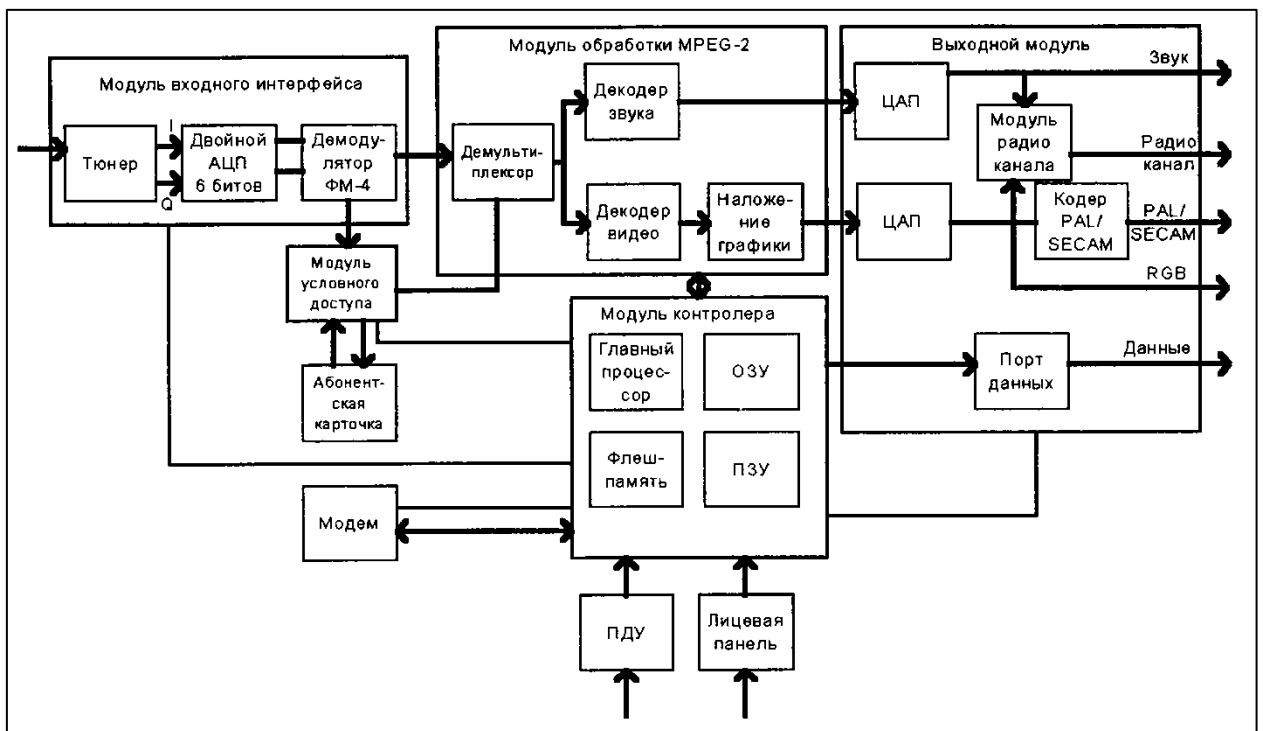 Модуль входного интерфейса
Тюнер
I
Q
Двойной
АЦП
6 битов
Демоду-
лятор
ФМ-4
Модуль
условного
доступа
Абонент-
ская
карточка
Модуль обработки MPEG-2
Демульти-
плексор
Декодер
звука
Декодер
видео
Наложе-
ние
графики
Выходной модуль
ЦАП
Модуль
радио
канала
ЦАП
Кодер
PAL/
SECAM
Звук
Радио
канал
PAL/
SECAM
RGB
Порт
данных
Данные
Модуль контролера
Главный
процес-
сор
ОЗУ
Флеш-
память
ПЗУ
Модем
ПДУ
Лицевая
панель